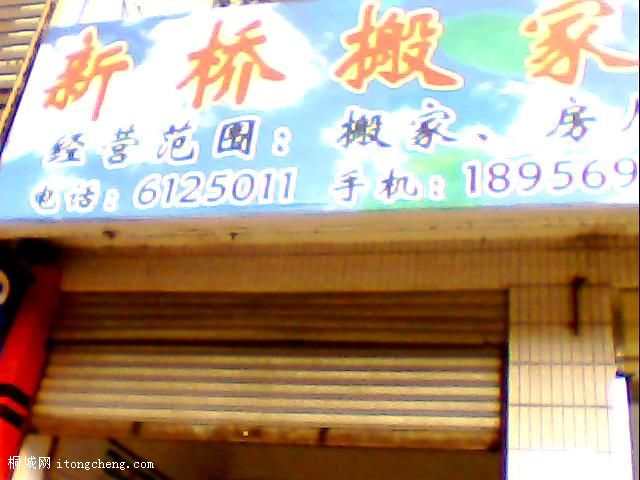 新桥搬家
经营范围：搬家、房
电话：6125011 手机：189569
桐城网 itongcheng.com